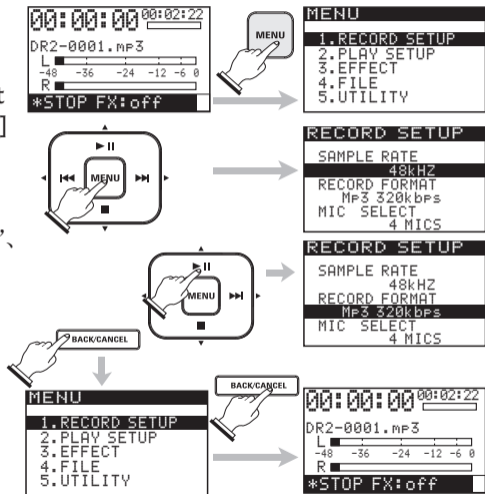 00:00:00 00:02:22
DR2-0001.mp3
L
-48 -36 -24 -12 -6 0
R
*STOP FX:off
MENU
MENU
1.RECORD SETUP
2.PLAY SETUP
3.EFFECT
4.FILE
5.UTILITY
MENU
RECORD SETUP
SAMPLE RATE
48kHZ
RECORD FORMAT
Mp3 320kbps
MIC SELECT
4 MICS
MENU
RECORD SETUP
SAMPLE RATE
48kHZ
RECORD FORMAT
Mp3 320kbps
MIC SELECT
4 MICS
BACK/CANCEL
MENU
1.RECORD SETUP
2.PLAY SETUP
3.EFFECT
4.FILE
5.UTILITY
BACK/CANCEL
00:00:00 00:02:22
DR2-0001.mp3
L
-48 -36 -24 -12 -6 0
R
*STOP FX:off